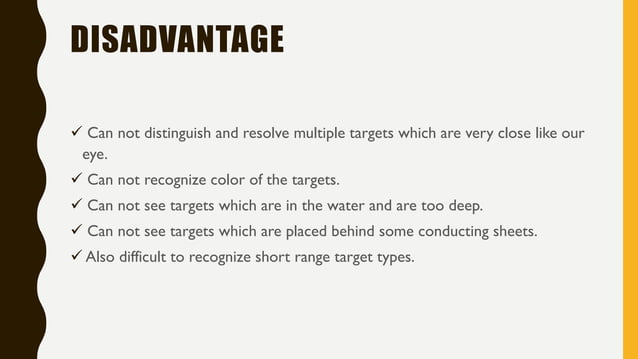 DISADVANTAGE
✓ Can not distinguish and resolve multiple targets which are very close like our
eye.
✓ Can not recognize color of the targets.
✓ Can not see targets which are in the water and are too deep.
✓ Can not see targets which are placed behind some conducting sheets.
✓ Also difficult to recognize short range target types.